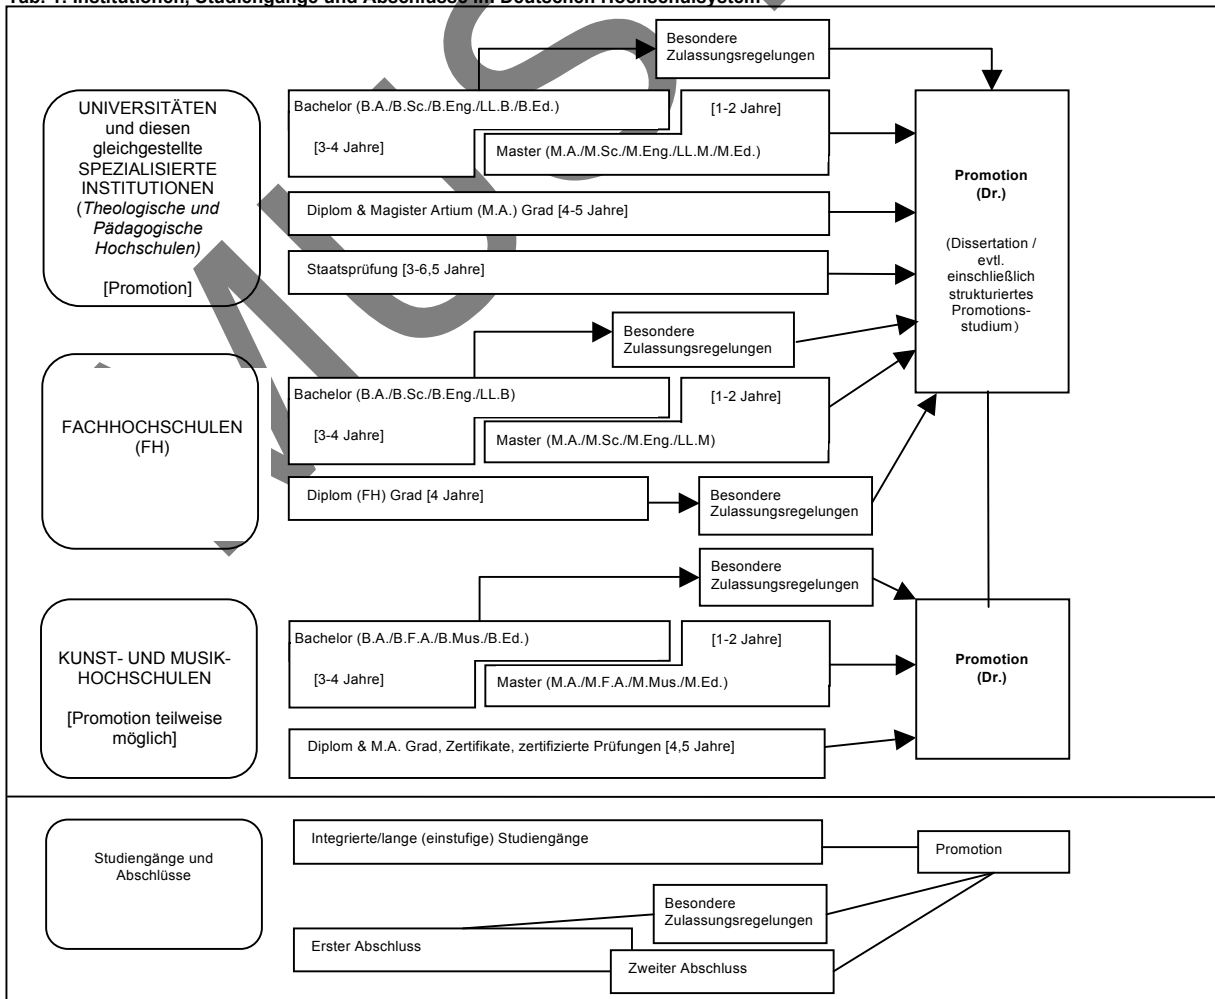 Tab. 1: Institutionen, Studiengänge und Abschlüsse im Deutschen Hochschulsystem
Besondere
Zulassungsregelungen
UNIVERSITÄTEN
und diesen
gleichgestellte
SPEZIALISIERTE
INSTITUTIONEN
(Theologische und
Pädagogische
Hochschulen)
[Promotion]
Bachelor (B.A./B.Sc./B.Eng./LL.B./B.Ed.)
[3-4 Jahre]
[1-2 Jahre]
Master (M.A./M.Sc./M.Eng./LL.M./M.Ed.)
Diplom & Magister Artium (M.A.) Grad [4-5 Jahre]
Staatsprüfung [3-6,5 Jahre]
Promotion
(Dr.)
(Dissertation /
evtl.
einschließlich
strukturiertes
Promotions-
studium)
Besondere
Zulassungsregelungen
FACHHOCHSCHULEN
(FH)
Bachelor (B.A./B.Sc./B.Eng./LL.B)
[3-4 Jahre]
[1-2 Jahre]
Master (M.A./M.Sc./M.Eng./LL.M)
Diplom (FH) Grad [4 Jahre]
Besondere
Zulassungsregelungen
Besondere
Zulassungsregelungen
KUNST- UND MUSIK-
HOCHSCHULEN
[Promotion teilweise
möglich]
Bachelor (B.A./B.F.A./B.Mus./B.Ed.)
[3-4 Jahre]
[1-2 Jahre]
Master (M.A./M.F.A./M.Mus./M.Ed.)
Diplom & M.A. Grad, Zertifikate, zertifizierte Prüfungen [4,5 Jahre]
Promotion
(Dr.)
Studiengänge und
Abschlüsse
Integrierte/lange (einstufige) Studiengänge
Promotion
Besondere
Zulassungsregelungen
Erster Abschluss
Zweiter Abschluss